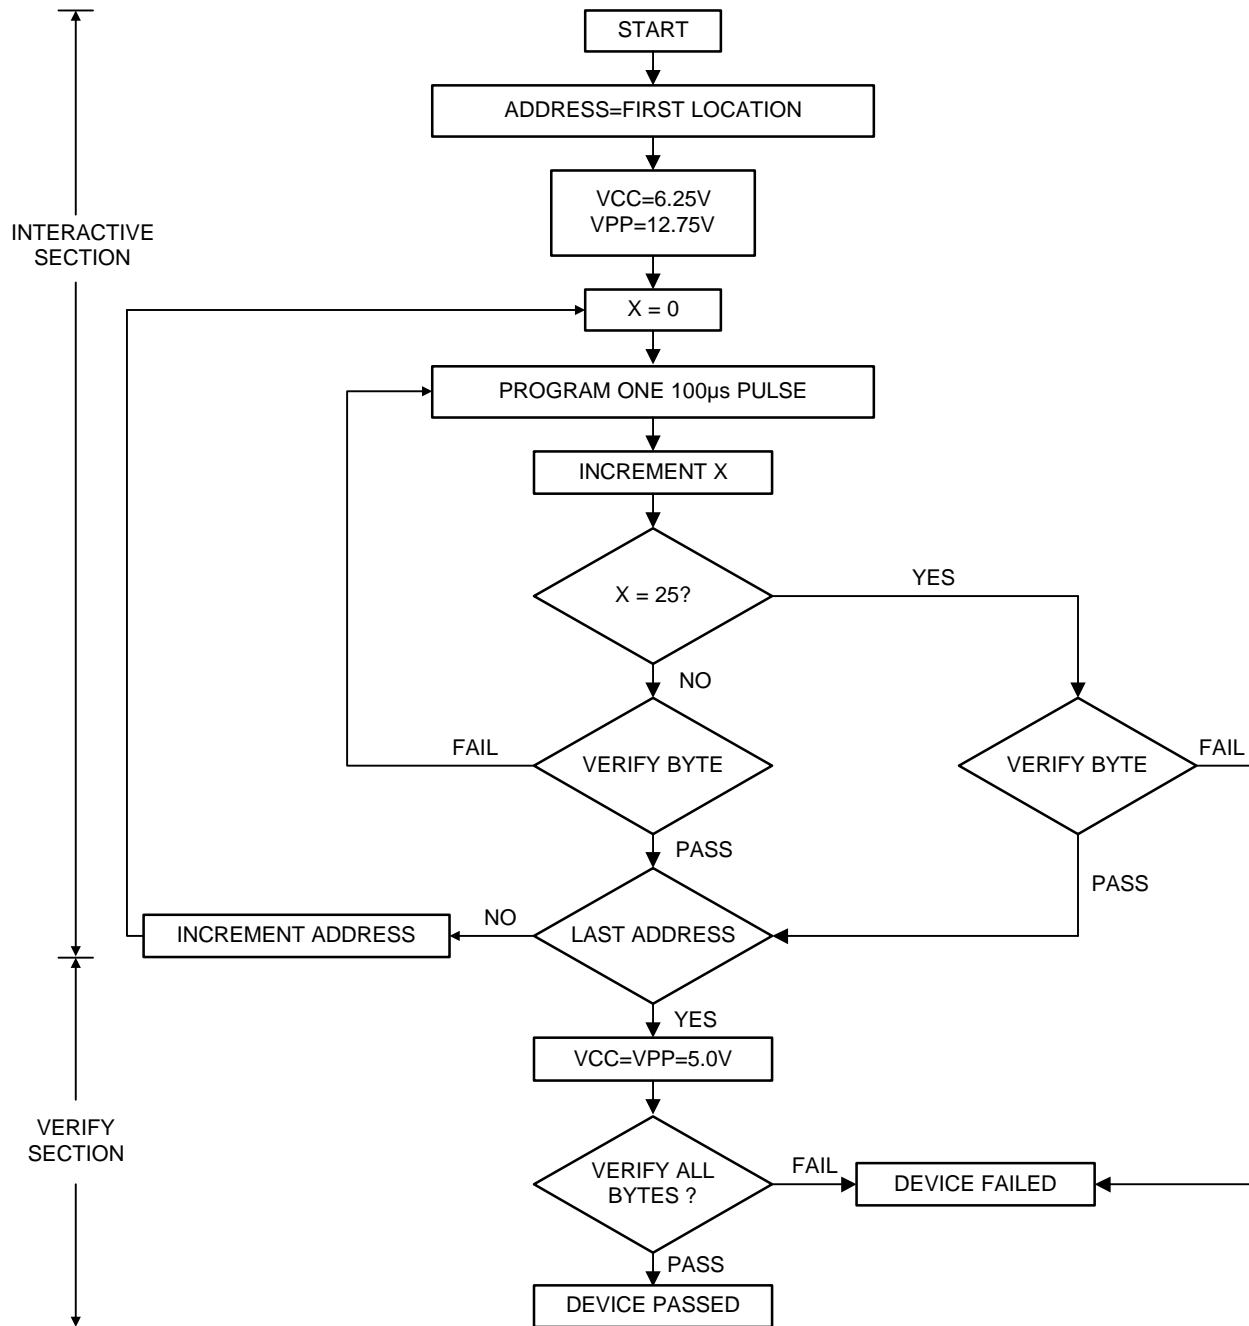 START
ADDRESS=FIRST LOCATION
VCC=6.25V
VPP=12.75V
INTERACTIVE
SECTION
X = 0
PROGRAM ONE 100µs PULSE
INCREMENT X
X = 25?
YES
NO
FAIL
VERIFY BYTE
VERIFY BYTE
FAIL
PASS
PASS
INCREMENT ADDRESS
NO
LAST ADDRESS
YES
VCC=VPP=5.0V
VERIFY
SECTION
VERIFY ALL
BYTES ?
FAIL
DEVICE FAILED
PASS
DEVICE PASSED